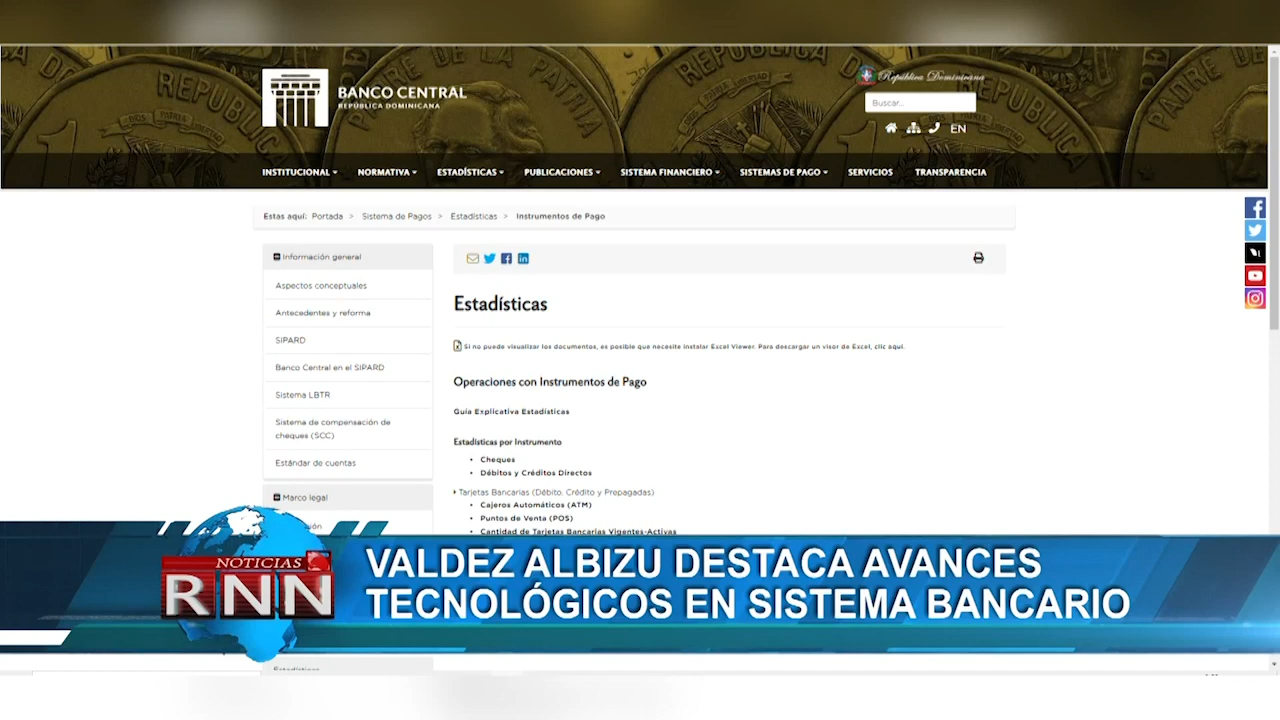 BANCO CENTRAL
REPÚBLICA DOMINICANA
República Dominicana
Buscar...
EN
INSTITUCIONAL
NORMATIVA
ESTADÍSTICAS
PUBLICACIONES
SISTEMA FINANCIERO
SISTEMAS DE PAGO
SERVICIOS
TRANSPARENCIA
Estas aquí: Portada > Sistema de Pagos > Estadísticas > Instrumentos de Pago
Información general
Aspectos conceptuales
Antecedentes y reforma
SIPARD
Banco Central en el SIPARD
Sistema LBTR
Sistema de compensación de
cheques (SCC)
Estándar de cuentas
Marco legal
Estadísticas
Si no puede visualizar los documentos, es posible que necesite instalar Excel Viewer. Para descargar un visor de Excel, clic aquí.
Operaciones con Instrumentos de Pago
Guía Explicativa Estadísticas
Estadísticas por Instrumento
Cheques
Débitos y Créditos Directos
Tarjetas Bancarias (Débito, Crédito y Prepagadas)
Cajeros Automáticos (ATM)
Puntos de Venta (POS)
Cantidad de Tarjetas Bancarias Vigentes-Activas
NOTICIAS
RNN
VALDEZ ALBIZU DESTACA AVANCES
TECNOLÓGICOS EN SISTEMA BANCARIO